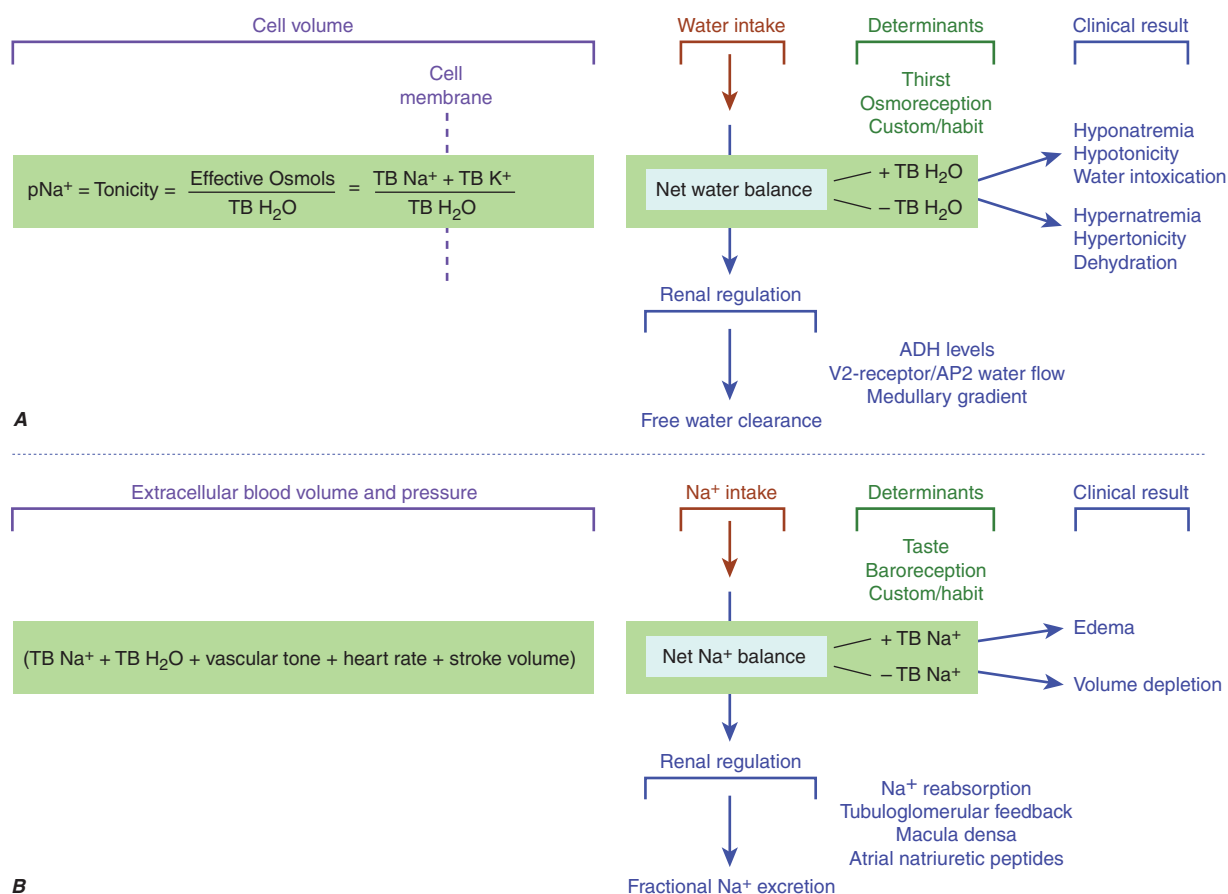 Cell volume
Water intake
Determinants
Clinical result
Cell
membrane
Thirst
Osmoreception
Custom/habit
pNa⁺ = Tonicity = Effective Osmols / TB H₂O = TB Na⁺ + TB K⁺ / TB H₂O
Net water balance
+ TB H₂O
– TB H₂O
Hyponatremia
Hypotonicity
Water intoxication
Hypernatremia
Hypertonicity
Dehydration
Renal regulation
ADH levels
V2-receptor/AP2 water flow
Medullary gradient
Free water clearance
A
Extracellular blood volume and pressure
Na⁺ intake
Determinants
Clinical result
Taste
Baroreception
Custom/habit
(TB Na⁺ + TB H₂O + vascular tone + heart rate + stroke volume)
Net Na⁺ balance
+ TB Na⁺
– TB Na⁺
Edema
Volume depletion
Renal regulation
Na⁺ reabsorption
Tubuloglomerular feedback
Macula densa
Atrial natriuretic peptides
Fractional Na⁺ excretion
B